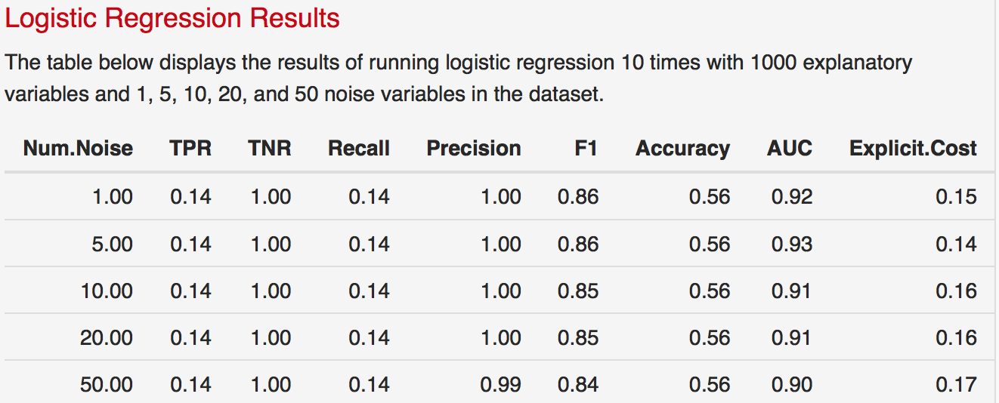 Logistic Regression Results
The table below displays the results of running logistic regression 10 times with 1000 explanatory
variables and 1, 5, 10, 20, and 50 noise variables in the dataset.
Num.Noise TPR TNR Recall Precision F1 Accuracy AUC Explicit.Cost
1.00 0.14 1.00 0.14 1.00 0.86 0.56 0.92 0.15
5.00 0.14 1.00 0.14 1.00 0.86 0.56 0.93 0.14
10.00 0.14 1.00 0.14 1.00 0.85 0.56 0.91 0.16
20.00 0.14 1.00 0.14 1.00 0.85 0.56 0.91 0.16
50.00 0.14 1.00 0.14 0.99 0.84 0.56 0.90 0.17